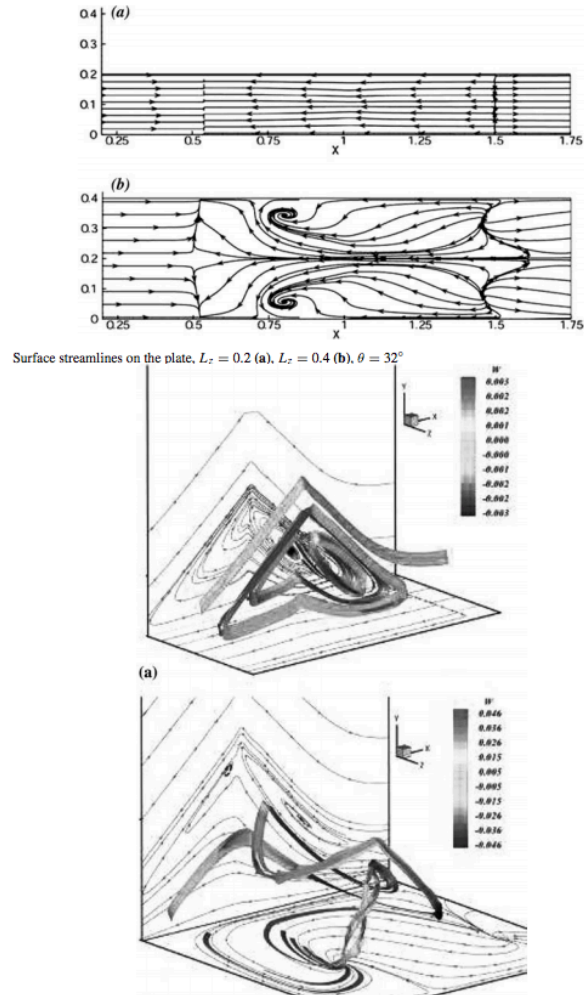 (a)
0.4
0.3
0.2
0.1
0
0.25 0.5 0.75 1 1.25 1.5 1.75
X
(b)
0.4
0.3
0.2
0.1
0
0.25 0.5 0.75 1 1.25 1.5 1.75
X
Surface streamlines on the plate, L_z = 0.2 (a), L_z = 0.4 (b), θ = 32°
W
0.003
0.002
0.002
0.001
0.000
-0.000
-0.001
-0.002
-0.002
-0.003
Y
X
Z
(a)
W
0.046
0.036
0.026
0.015
0.005
-0.005
-0.015
-0.026
-0.036
-0.046
Y
X
Z